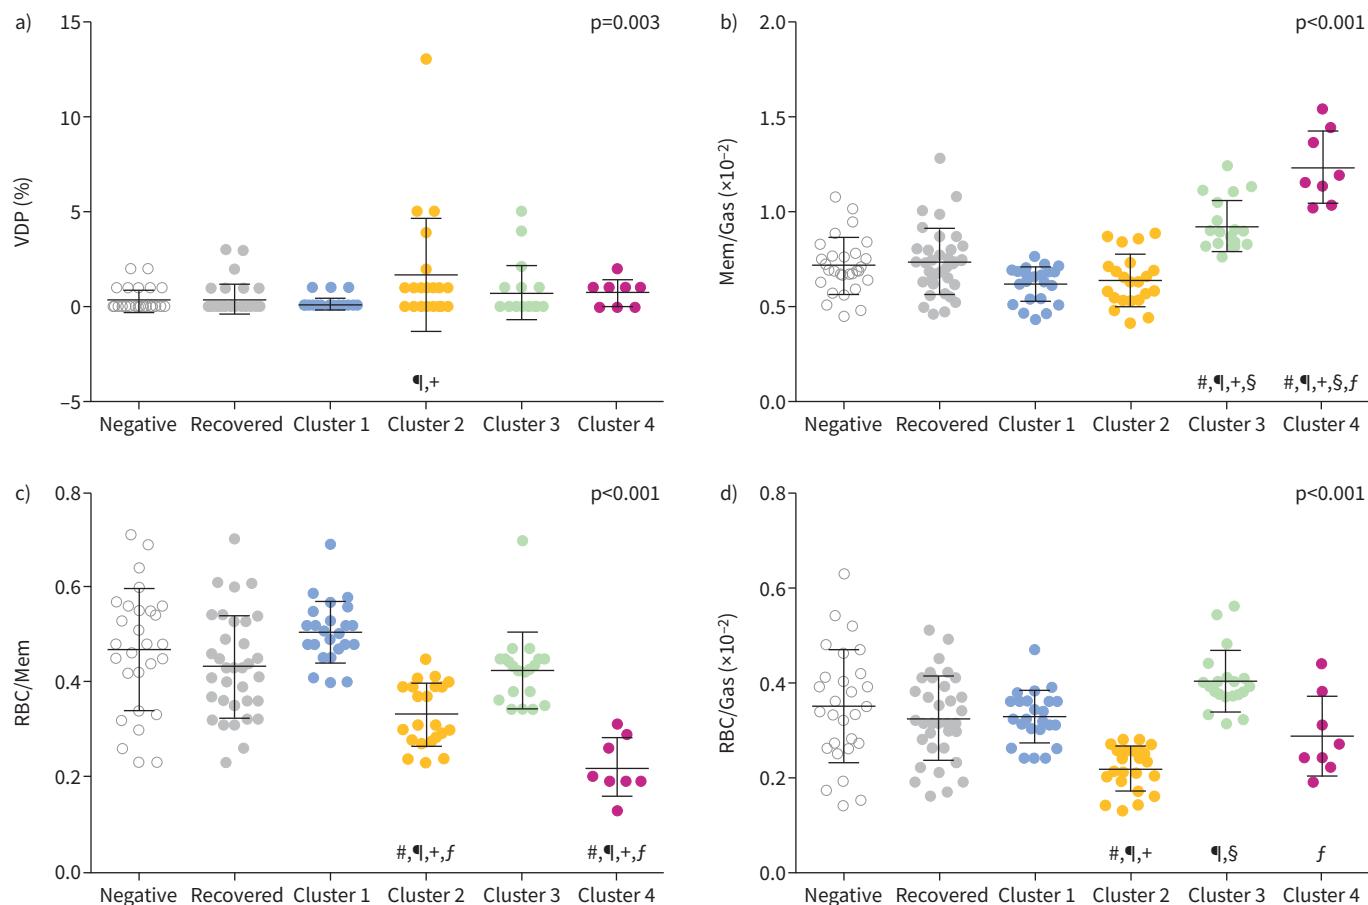 a)
p=0.003
VDP (%)
15
10
5
0
–5
¶,+
Negative Recovered Cluster 1 Cluster 2 Cluster 3 Cluster 4
b)
p<0.001
Mem/Gas (×10⁻²)
2.0
1.5
1.0
0.5
0.0
#,¶,+,§ #,¶,+,§,ƒ
Negative Recovered Cluster 1 Cluster 2 Cluster 3 Cluster 4
c)
p<0.001
RBC/Mem
0.8
0.6
0.4
0.2
0.0
#,¶,+,ƒ #,¶,+,ƒ
Negative Recovered Cluster 1 Cluster 2 Cluster 3 Cluster 4
d)
p<0.001
RBC/Gas (×10⁻²)
0.8
0.6
0.4
0.2
0.0
#,¶,+ ¶,§ ƒ
Negative Recovered Cluster 1 Cluster 2 Cluster 3 Cluster 4